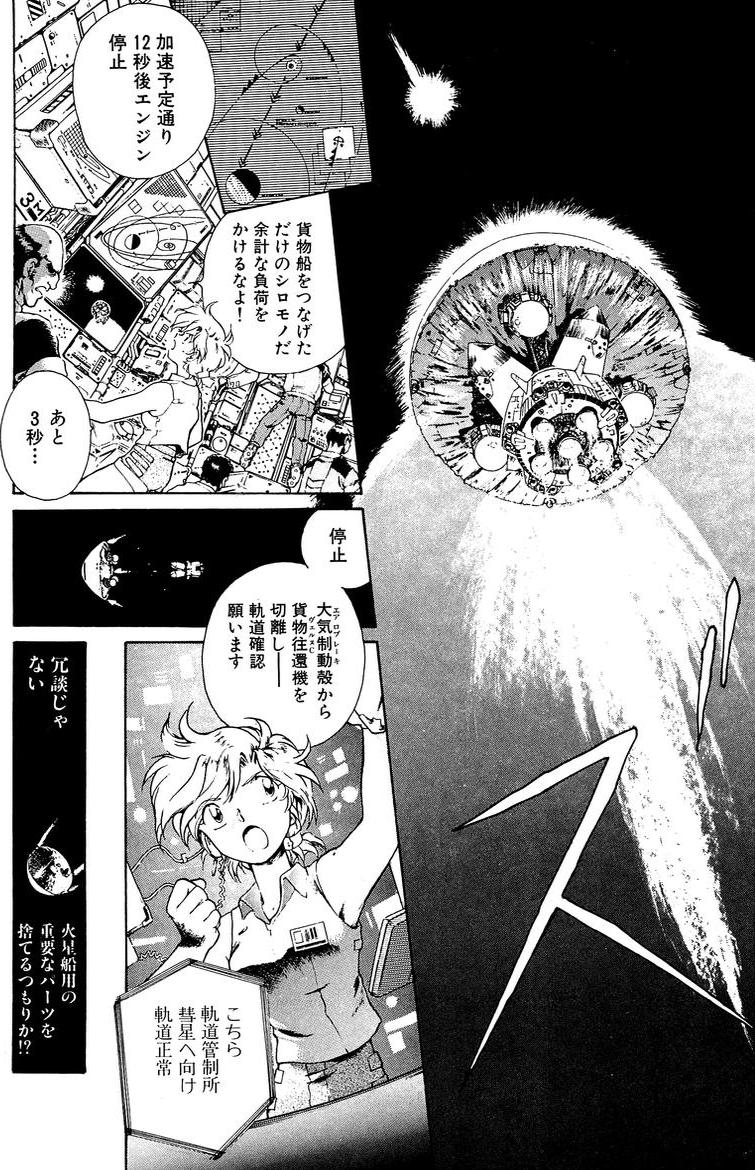 ス
加速予定通り
12秒後エンジン
停止
貨物船をつなげた
だけのシロモノだ
余計な負荷を
かけるなよ!
あと
3秒…
停止
大気制動殻から
エアロブレーキ
貨物往還機を
ヴェルヌC
切離し──
軌道確認
願います
こちら
軌道管制所
彗星へ向け
軌道正常
冗談じゃ
ない
火星船用の
重要なパーツを
捨てるつもりか!?